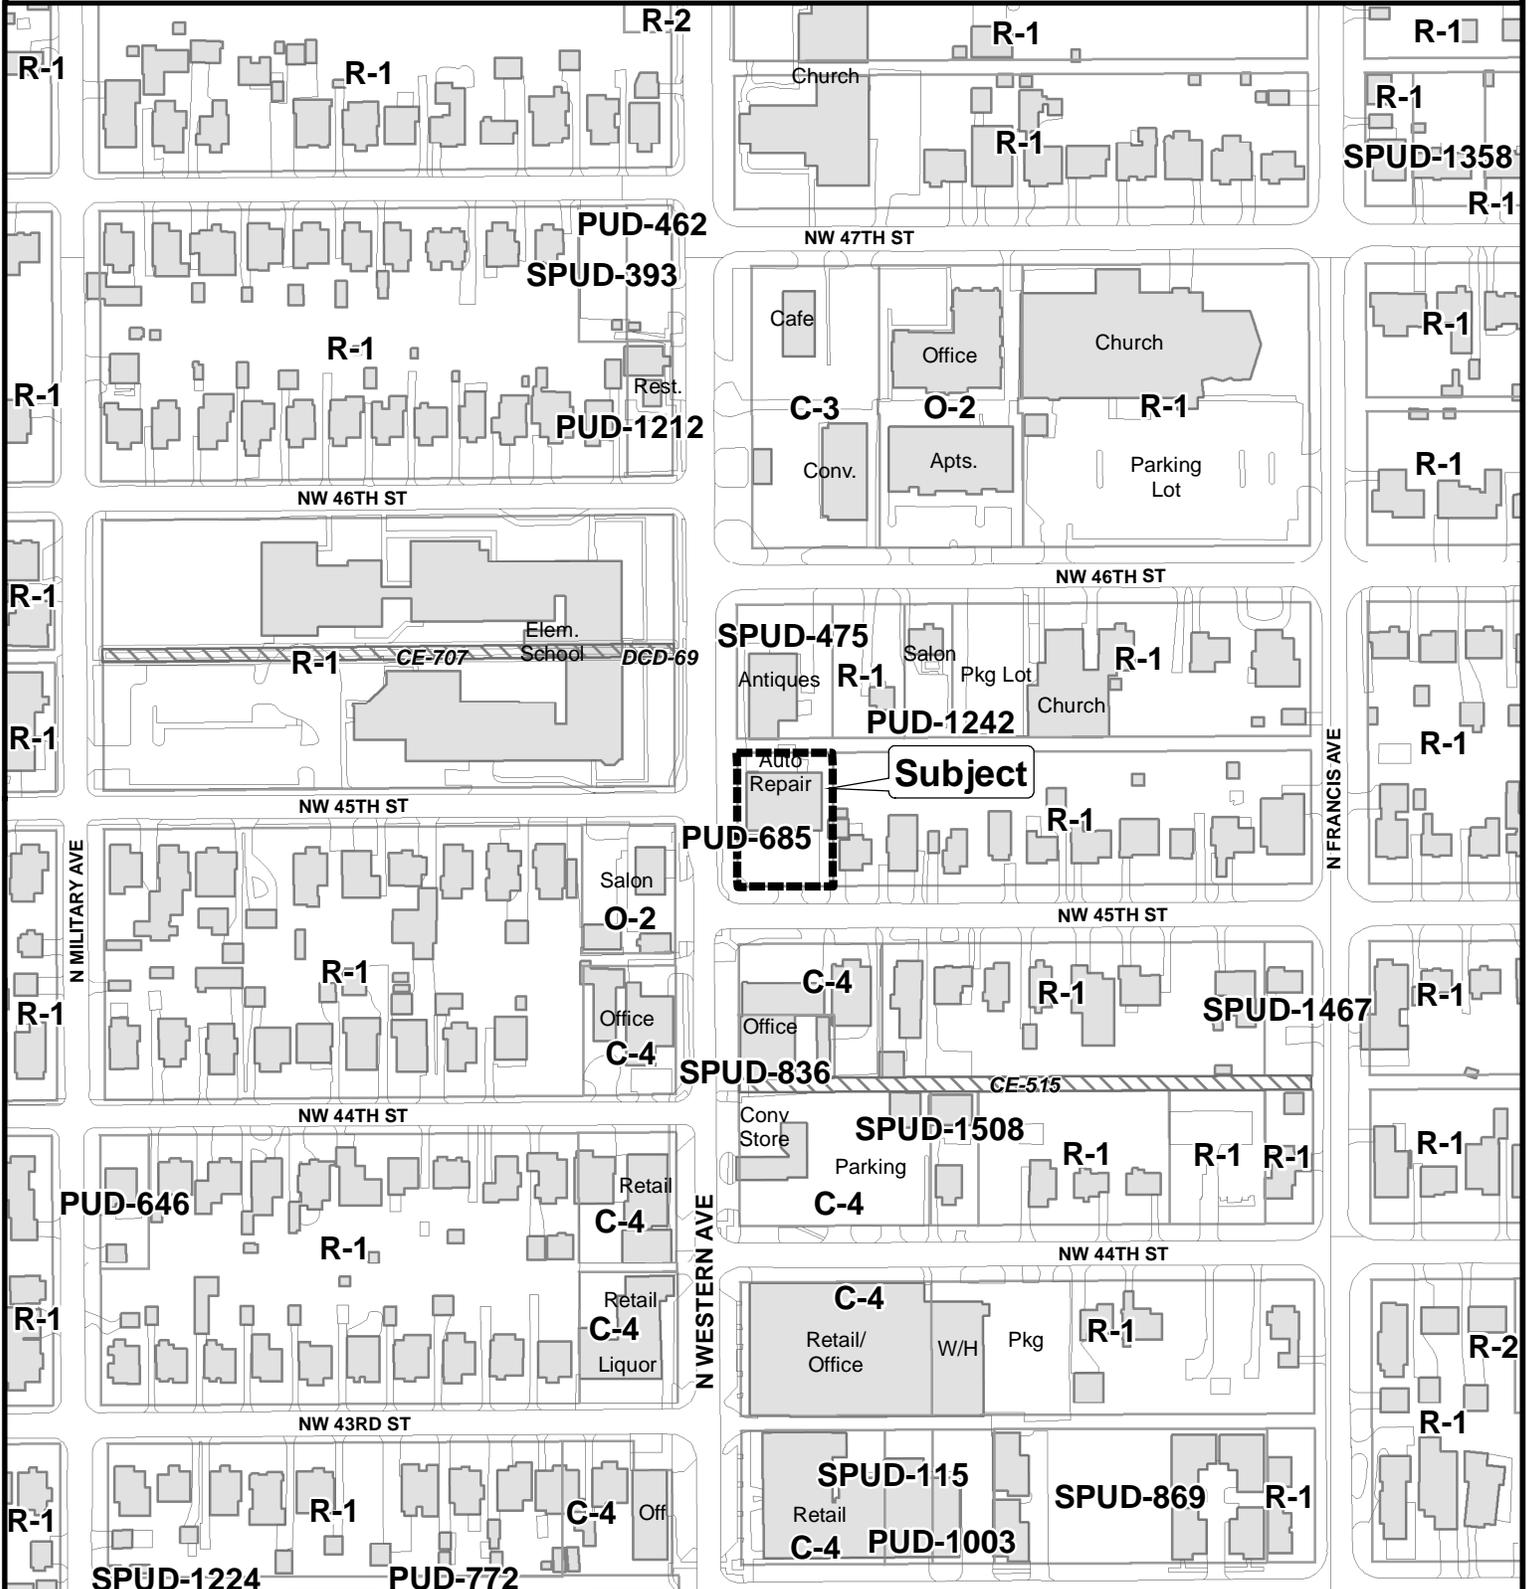 R-2
R-1
R-1
R-1
R-1
Church
R-1
R-1
SPUD-1358
R-1
NW 47TH ST
PUD-462
SPUD-393
R-1
R-1
Rest.
PUD-1212
Cafe
Office
Church
C-3
O-2
R-1
Conv.
Apts.
Parking
Lot
R-1
R-1
NW 46TH ST
NW 46TH ST
R-1
Elem.
School
R-1
CE-707
DCD-69
R-1
SPUD-475
Antiques
R-1
Salon
Pkg Lot
R-1
Church
PUD-1242
R-1
Auto
Repair
Subject
PUD-685
R-1
N FRANCIS AVE
NW 45TH ST
NW 45TH ST
N MILITARY AVE
Salon
O-2
R-1
R-1
Office
C-4
C-4
Office
SPUD-836
R-1
SPUD-1467
R-1
CE-515
NW 44TH ST
Conv
Store
SPUD-1508
Parking
C-4
R-1
R-1
R-1
R-1
PUD-646
R-1
Retail
C-4
N WESTERN AVE
NW 44TH ST
R-1
Retail
C-4
Liquor
C-4
Retail/
Office
W/H
Pkg
R-1
R-2
R-1
NW 43RD ST
R-1
R-1
C-4
Off
SPUD-1224
PUD-772
SPUD-115
Retail
C-4
PUD-1003
SPUD-869
R-1